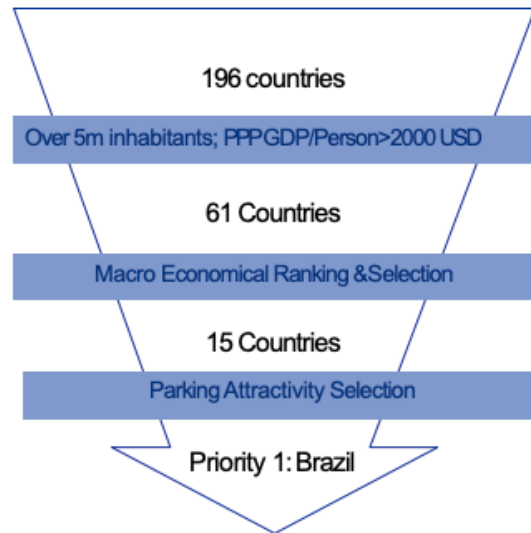 196 countries
Over 5m inhabitants; PPPGDP/Person>2000 USD
61 Countries
Macro Economical Ranking &Selection
15 Countries
Parking Attractivity Selection
Priority 1: Brazil